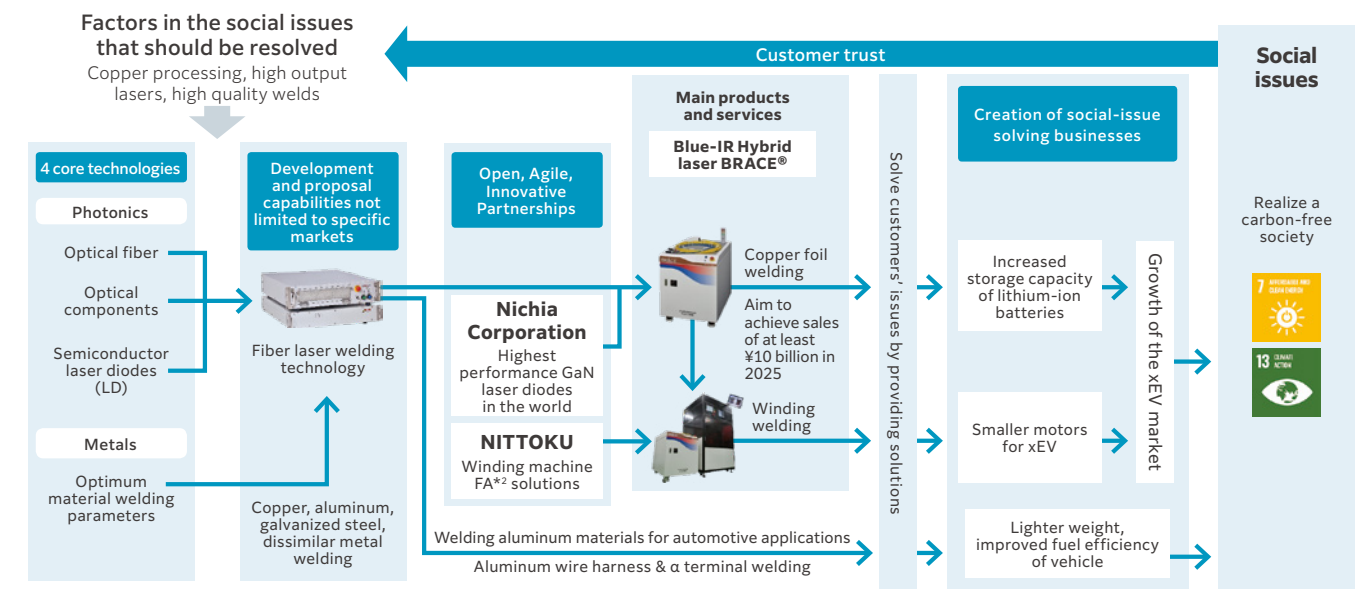 Factors in the social issues
that should be resolved
Copper processing, high output
lasers, high quality welds
Customer trust
Social
issues
4 core technologies
Photonics
Optical fiber
Optical
components
Semiconductor
laser diodes
(LD)
Metals
Optimum
material welding
parameters
Development
and proposal
capabilities not
limited to specific
markets
Fiber laser welding
technology
Copper, aluminum,
galvanized steel,
dissimilar metal
welding
Open, Agile,
Innovative
Partnerships
Nichia
Corporation
Highest
performance GaN
laser diodes
in the world
NITTOKU
Winding machine
FA*2 solutions
Main products
and services
Blue-IR Hybrid
laser BRACE®
Copper foil
welding
Aim to
achieve sales
of at least
¥10 billion in
2025
Winding
welding
Welding aluminum materials for automotive applications
Aluminum wire harness & α terminal welding
Solve customers' issues by providing solutions
Creation of social-issue
solving businesses
Increased
storage capacity
of lithium-ion
batteries
Smaller motors
for xEV
Growth of the xEV market
Lighter weight,
improved fuel efficiency
of vehicle
Realize a
carbon-free
society
7 AFFORDABLE AND
CLEAN ENERGY
13 CLIMATE
ACTION